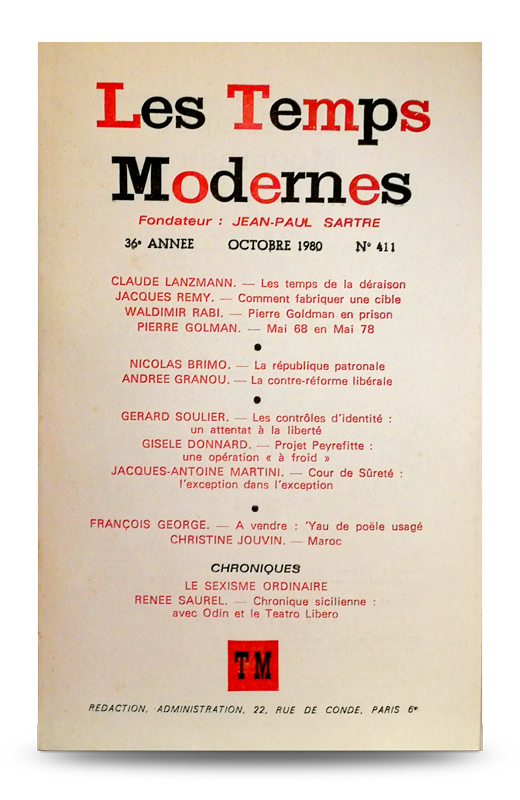 Les Temps
Modernes
Fondateur : JEAN-PAUL SARTRE
36e ANNEE OCTOBRE 1980 N° 411
CLAUDE LANZMANN. — Les temps de la déraison
JACQUES REMY. — Comment fabriquer une cible
WALDIMIR RABI. — Pierre Goldman en prison
PIERRE GOLMAN. — Mai 68 en Mai 78
●
NICOLAS BRIMO. — La république patronale
ANDREE GRANOU. — La contre-réforme libérale
●
GERARD SOULIER. — Les contrôles d'identité :
un attentat à la liberté
GISELE DONNARD. — Projet Peyrefitte :
une opération « à froid »
JACQUES-ANTOINE MARTINI. — Cour de Sûreté :
l'exception dans l'exception
●
FRANÇOIS GEORGE. — A vendre : 'Yau de poële usagé
CHRISTINE JOUVIN. — Maroc
CHRONIQUES
LE SEXISME ORDINAIRE
RENEE SAUREL. — Chronique sicilienne :
avec Odin et le Teatro Libero
TM
REDACTION, ADMINISTRATION, 22, RUE DE CONDE, PARIS 6e